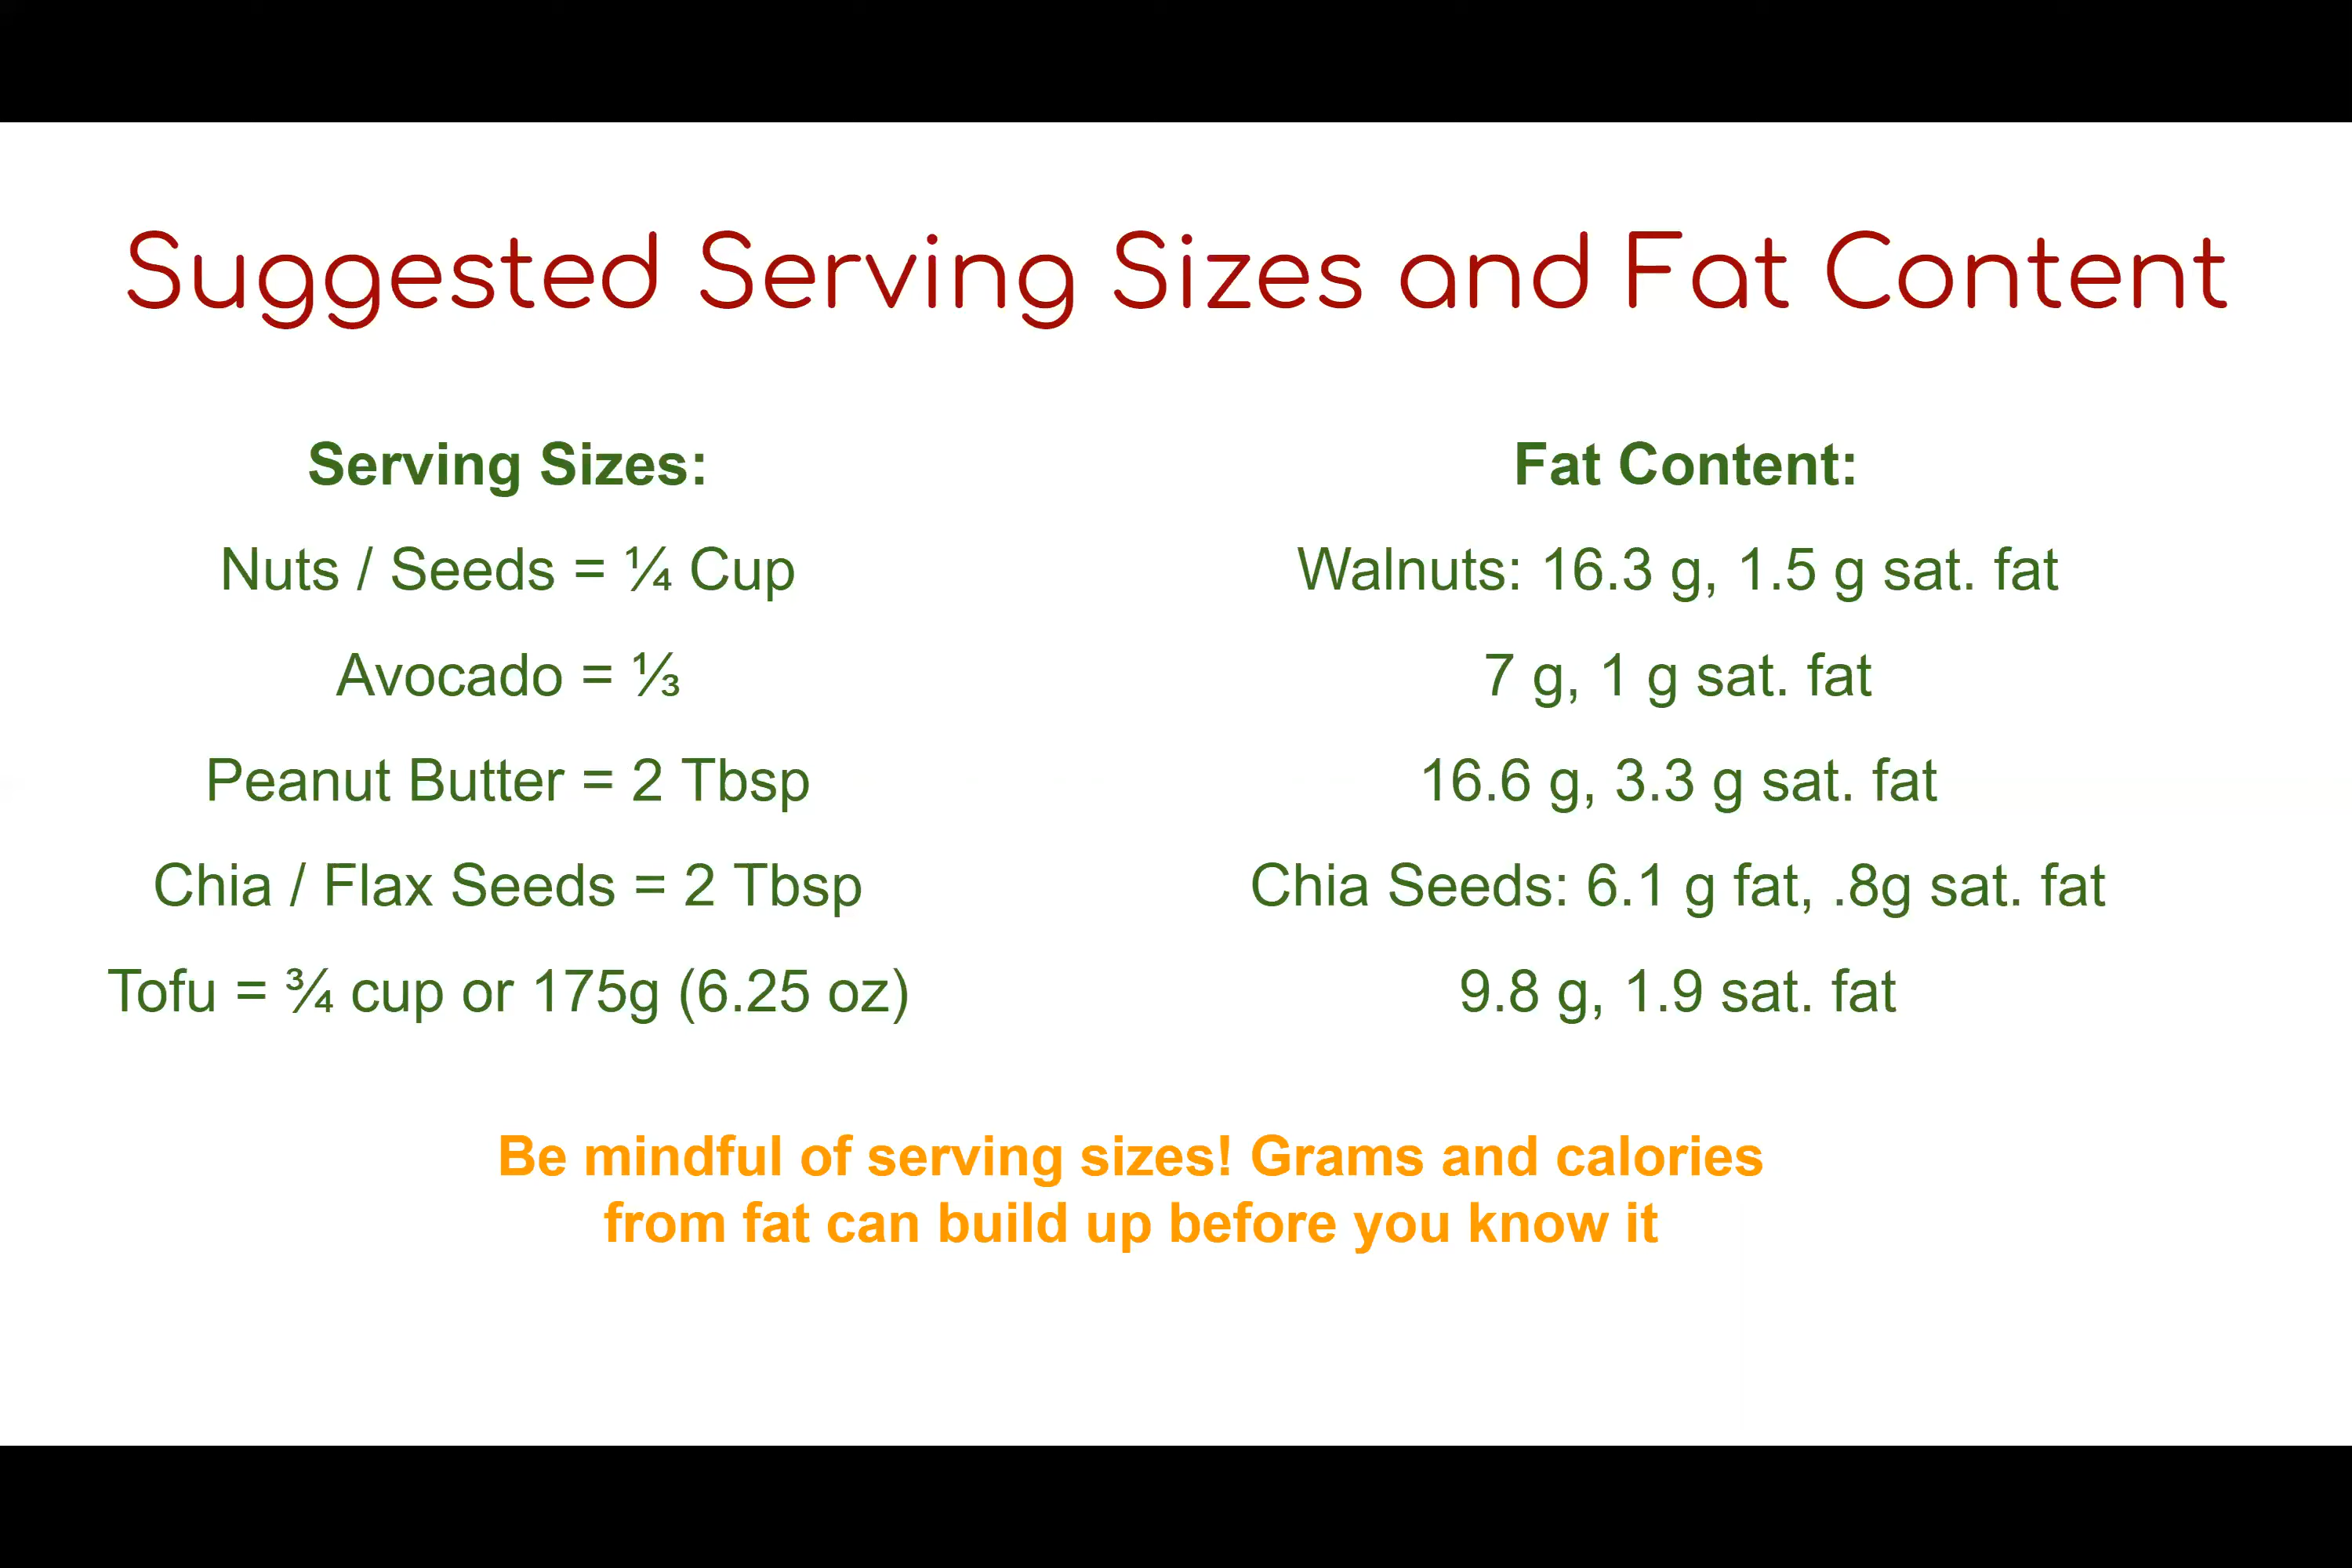 Suggested Serving Sizes and Fat Content
Serving Sizes:
Nuts / Seeds = ¼ Cup
Avocado = ⅓
Peanut Butter = 2 Tbsp
Chia / Flax Seeds = 2 Tbsp
Tofu = ¾ cup or 175g (6.25 oz)
Fat Content:
Walnuts: 16.3 g, 1.5 g sat. fat
7 g, 1 g sat. fat
16.6 g, 3.3 g sat. fat
Chia Seeds: 6.1 g fat, .8g sat. fat
9.8 g, 1.9 sat. fat
Be mindful of serving sizes! Grams and calories
from fat can build up before you know it